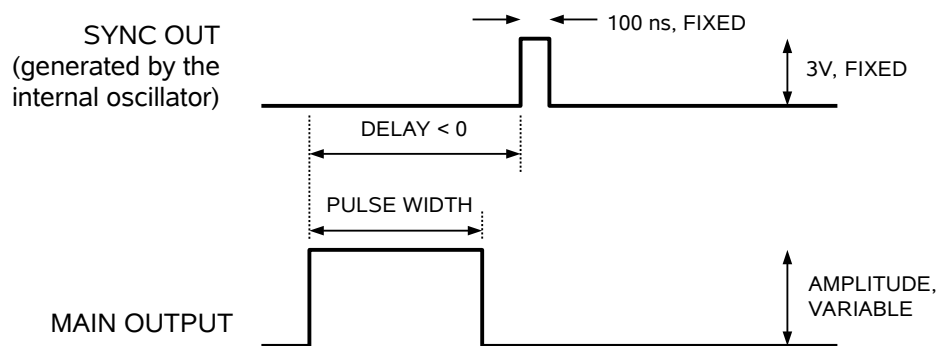 100 ns, FIXED
SYNC OUT
(generated by the
internal oscillator)
3V, FIXED
DELAY < 0
PULSE WIDTH
AMPLITUDE,
VARIABLE
MAIN OUTPUT